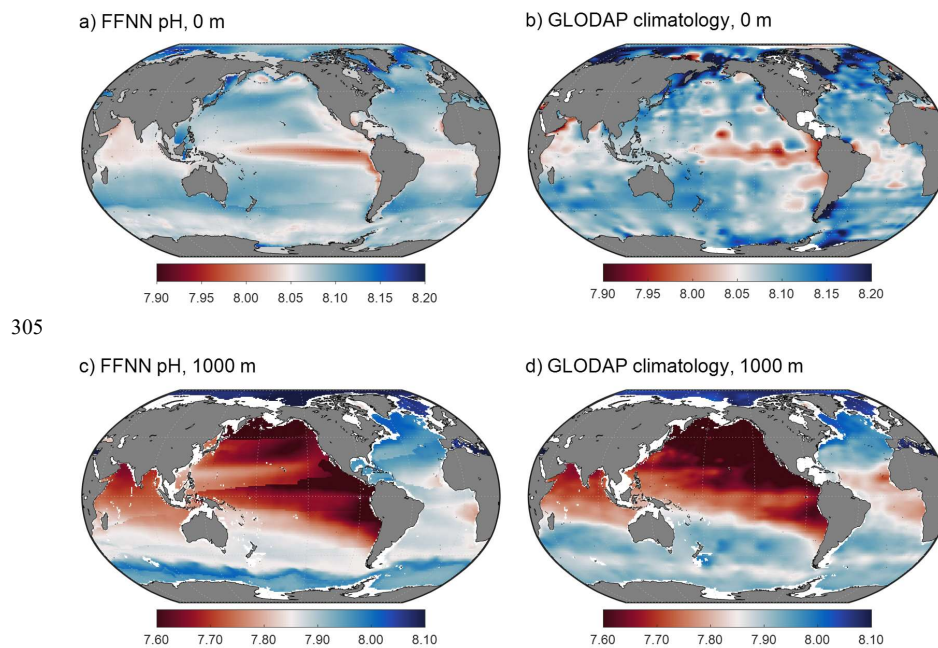 a) FFNN pH, 0 m
b) GLODAP climatology, 0 m
7.90 7.95 8.00 8.05 8.10 8.15 8.20
7.90 7.95 8.00 8.05 8.10 8.15 8.20
305
c) FFNN pH, 1000 m
d) GLODAP climatology, 1000 m
7.60 7.70 7.80 7.90 8.00 8.10
7.60 7.70 7.80 7.90 8.00 8.10